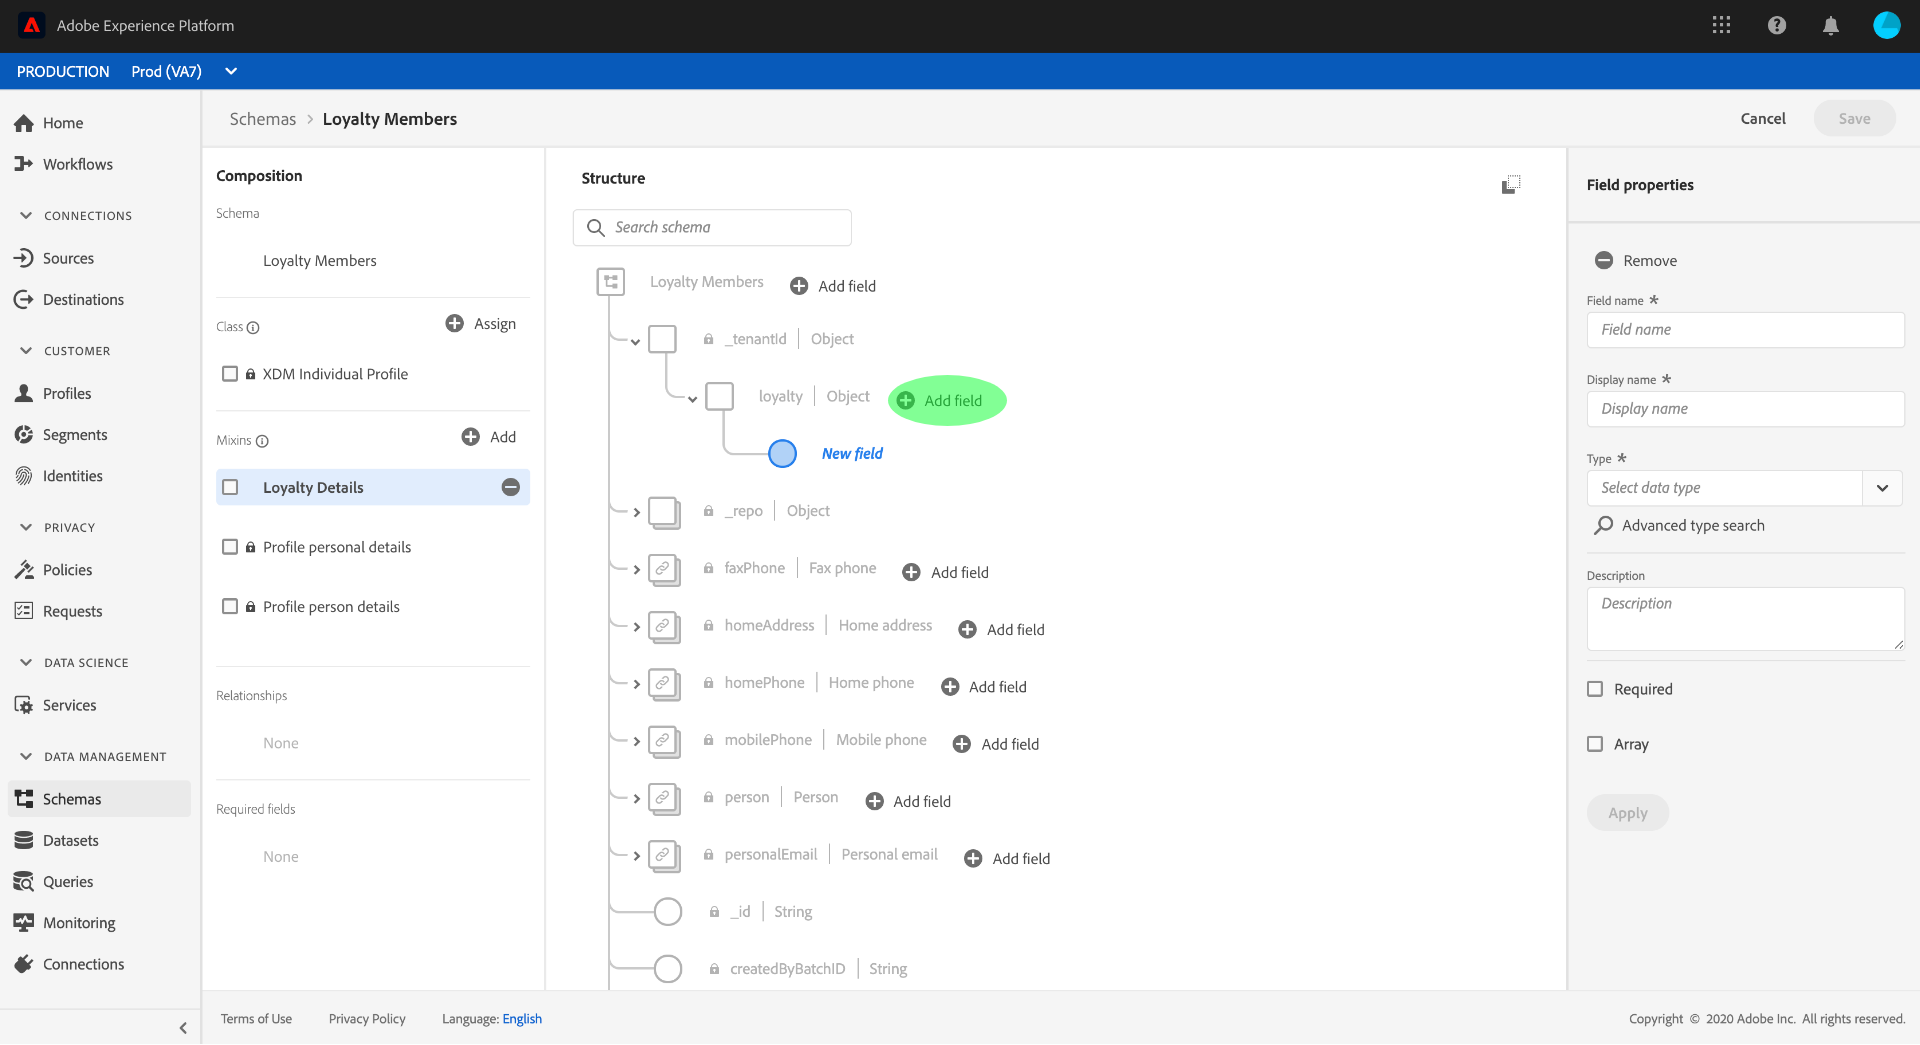 Adobe Experience Platform
PRODUCTION Prod (VA7)
Home
Workflows
CONNECTIONS
Sources
Destinations
CUSTOMER
Profiles
Segments
Identities
PRIVACY
Policies
Requests
DATA SCIENCE
Services
DATA MANAGEMENT
Schemas
Datasets
Queries
Monitoring
Connections
Schemas > Loyalty Members
Cancel Save
Composition
Schema
Loyalty Members
Class Assign
XDM Individual Profile
Mixins Add
Loyalty Details
Profile personal details
Profile person details
Relationships
None
Required fields
None
Structure
Search schema
Loyalty Members Add field
_tenantId | Object
loyalty | Object Add field
New field
_repo | Object
faxPhone | Fax phone Add field
homeAddress | Home address Add field
homePhone | Home phone Add field
mobilePhone | Mobile phone Add field
person | Person Add field
personalEmail | Personal email Add field
_id | String
createdByBatchID | String
Field properties
Remove
Field name *
Field name
Display name *
Display name
Type *
Select data type
Advanced type search
Description
Description
Required
Array
Apply
Terms of Use Privacy Policy Language: English
Copyright © 2020 Adobe Inc. All rights reserved.